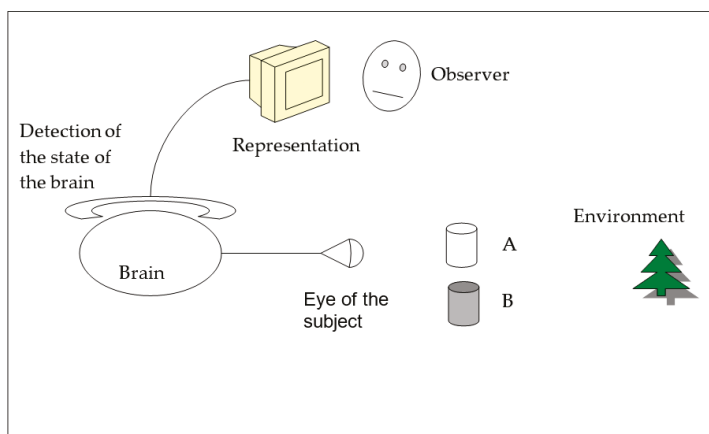 Observer
Detection of
the state of
the brain
Representation
Environment
A
Brain
Eye of the
subject
B